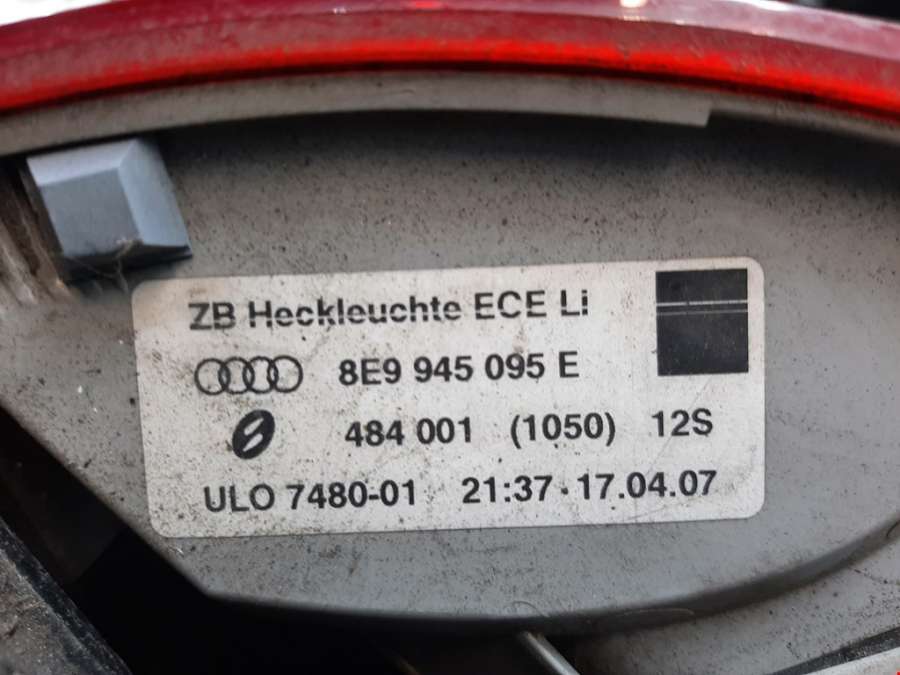 ZB Heckleuchte ECE Li
8E9 945 095 E
484 001 (1050) 12S
ULO 7480-01 21:37 - 17.04.07